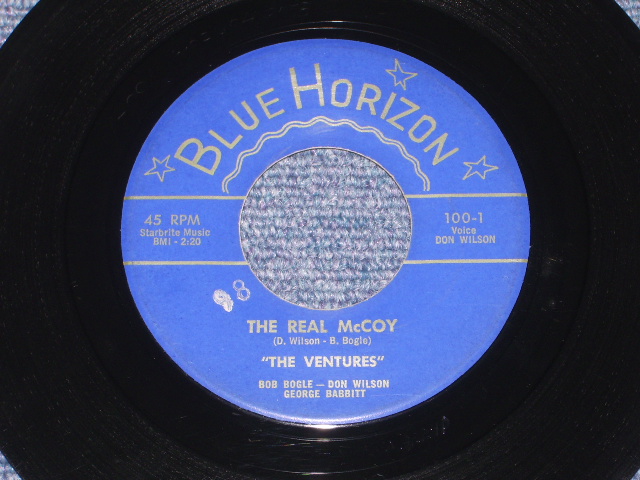 BLUE HORIZON
45 RPM
Starbrite Music
BMI - 2:20
100-1
Voice
DON WILSON
8
THE REAL McCOY
(D. Wilson - B. Bogle)
"THE VENTURES"
BOB BOGLE — DON WILSON
GEORGE BABBITT